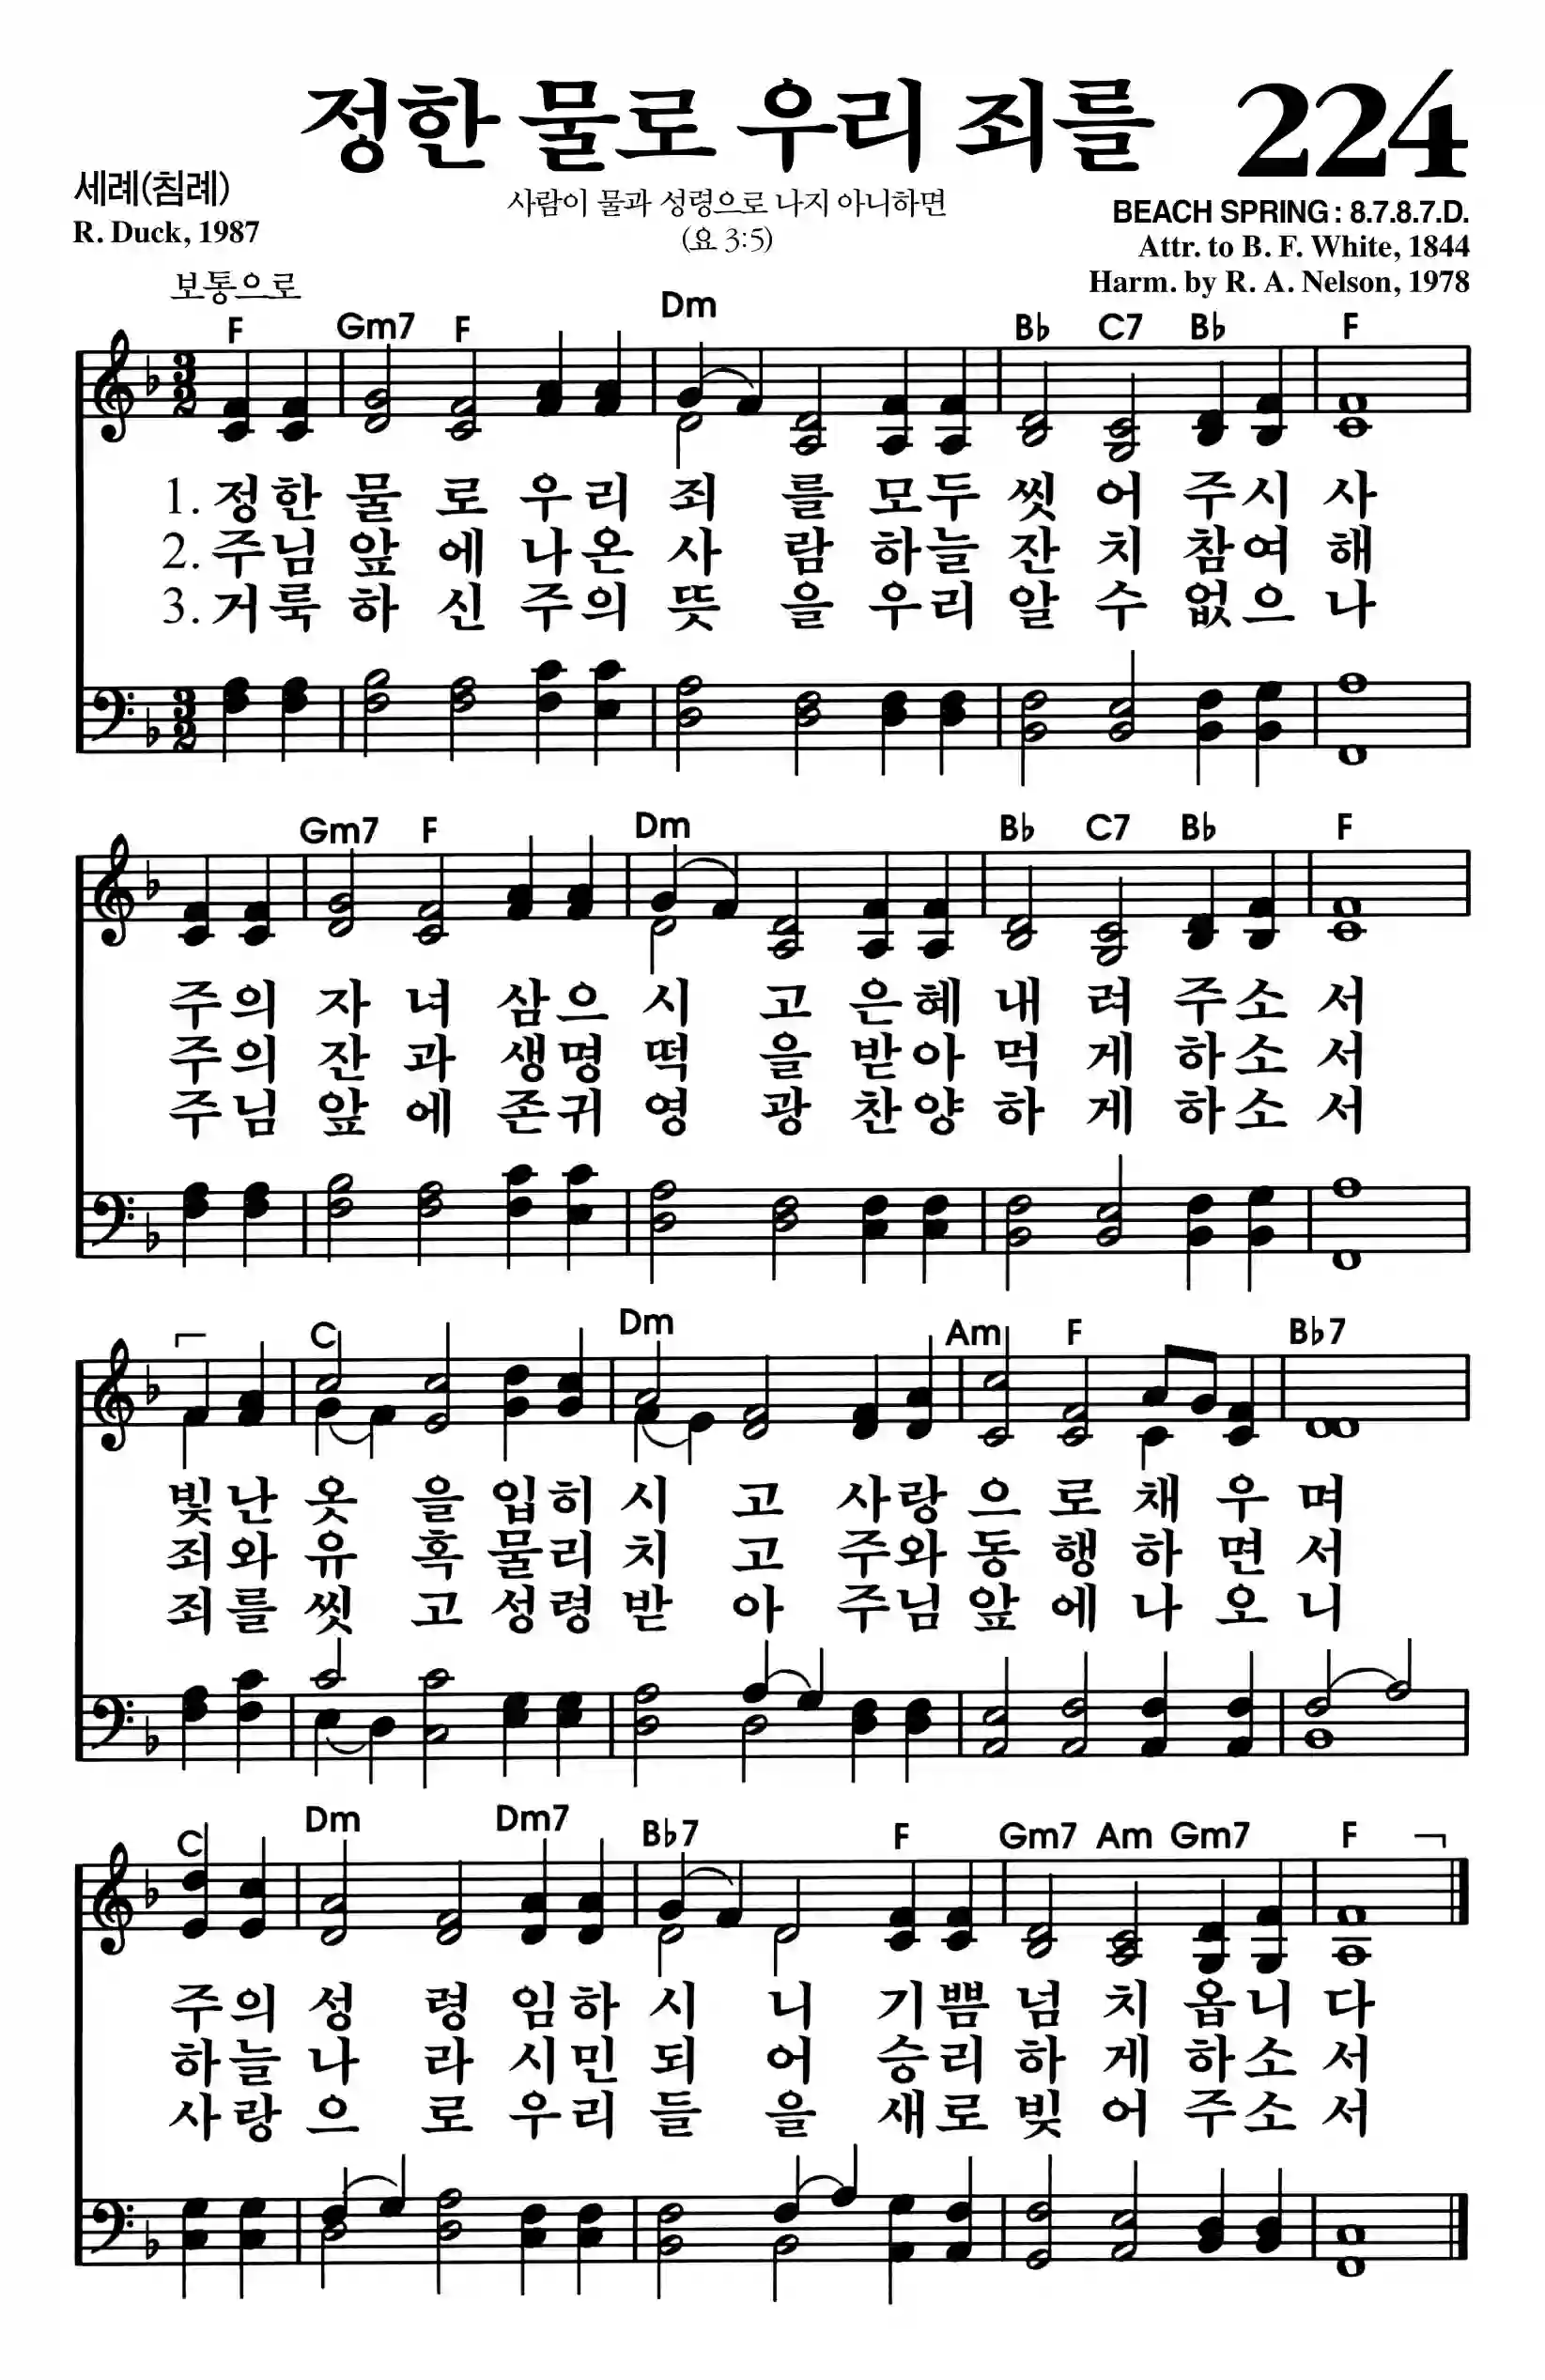 정한 물로 우리 죄를 224
세례(침례)
R. Duck, 1987
사람이 물과 성령으로 나지 아니하면
(요 3:5)
BEACH SPRING : 8.7.8.7.D.
Attr. to B. F. White, 1844
Harm. by R. A. Nelson, 1978
보통으로
F Gm7 F Dm B♭ C7 B♭ F
1. 정한 물 로 우리 죄 를 모두 씻 어 주시 사
2. 주님 앞 에 나온 사 람 하늘 잔 치 참여 해
3. 거룩 하 신 주의 뜻 을 우리 알 수 없으 나
Gm7 F Dm B♭ C7 B♭ F
주의 자 녀 삼으 시 고 은혜 내 려 주소 서
주의 잔 과 생명 떡 을 받아 먹 게 하소 서
주님 앞 에 존귀 영 광 찬양 하 게 하소 서
C Dm Am F B♭7
빛난 옷 을 입히 시 고 사랑 으 로 채 우 며
죄와 유 혹 물리 치 고 주와 동 행 하 면 서
죄를 씻 고 성령 받 아 주님 앞 에 나 오 니
C Dm Dm7 B♭7 F Gm7 Am Gm7 F
주의 성 령 임하 시 니 기쁨 넘 치 옵니 다
하늘 나 라 시민 되 어 승리 하 게 하소 서
사랑 으 로 우리 들 을 새로 빚 어 주소 서